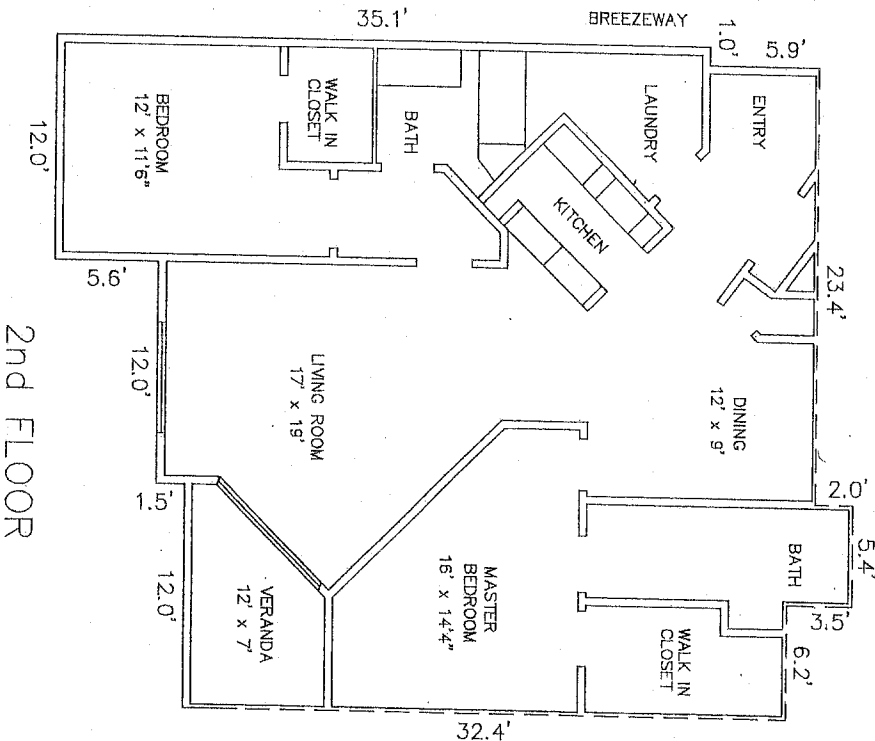 35.1'
BREEZEWAY
1.0'
5.9'
ENTRY
LAUNDRY
WALK IN
CLOSET
BATH
BEDROOM
12' x 11'6"
12.0'
KITCHEN
5.6'
23.4'
LIVING ROOM
17' x 19'
12.0'
DINING
12' x 9'
2nd FLOOR
1.5'
2.0'
5.4'
BATH
3.5'
MASTER
BEDROOM
16' x 14'4"
VERANDA
12' x 7'
12.0'
WALK IN
CLOSET
6.2'
32.4'